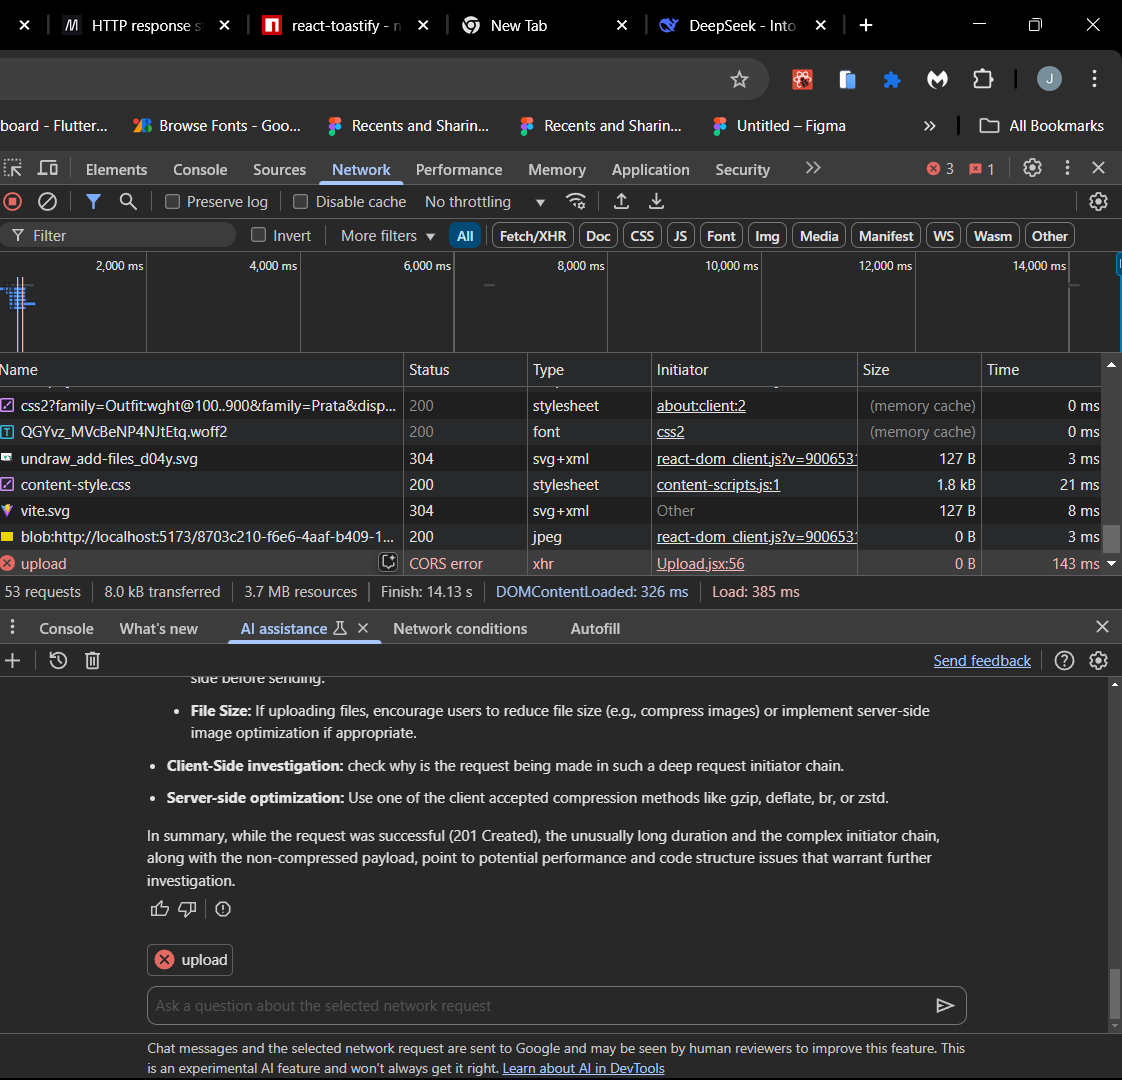 HTTP response s
react-toastify - n
New Tab
DeepSeek - Into
J
board - Flutter...
Browse Fonts - Goo...
Recents and Sharin...
Recents and Sharin...
Untitled – Figma
All Bookmarks
Elements
Console
Sources
Network
Performance
Memory
Application
Security
3
1
Preserve log
Disable cache
No throttling
Filter
Invert
More filters
All
Fetch/XHR
Doc
CSS
JS
Font
Img
Media
Manifest
WS
Wasm
Other
2,000 ms
4,000 ms
6,000 ms
8,000 ms
10,000 ms
12,000 ms
14,000 ms
Name Status Type Initiator Size Time
css2?family=Outfit:wght@100..900&family=Prata&disp... 200 stylesheet about:client:2 (memory cache) 0 ms
QGYvz_MVcBeNP4NJtEtq.woff2 200 font css2 (memory cache) 0 ms
undraw_add-files_d04y.svg 304 svg+xml react-dom_client.js?v=9006531 127 B 3 ms
content-style.css 200 stylesheet content-scripts.js:1 1.8 kB 21 ms
vite.svg 304 svg+xml Other 127 B 8 ms
blob:http://localhost:5173/8703c210-f6e6-4aaf-b409-1... 200 jpeg react-dom_client.js?v=9006531 0 B 3 ms
upload CORS error xhr Upload.jsx:56 0 B 143 ms
53 requests
8.0 kB transferred
3.7 MB resources
Finish: 14.13 s
DOMContentLoaded: 326 ms
Load: 385 ms
Console
What's new
AI assistance
Network conditions
Autofill
Send feedback
side before sending.
• File Size: If uploading files, encourage users to reduce file size (e.g., compress images) or implement server-side
image optimization if appropriate.
• Client-Side investigation: check why is the request being made in such a deep request initiator chain.
• Server-side optimization: Use one of the client accepted compression methods like gzip, deflate, br, or zstd.
In summary, while the request was successful (201 Created), the unusually long duration and the complex initiator chain,
along with the non-compressed payload, point to potential performance and code structure issues that warrant further
investigation.
upload
Ask a question about the selected network request
Chat messages and the selected network request are sent to Google and may be seen by human reviewers to improve this feature. This
is an experimental AI feature and won't always get it right. Learn about AI in DevTools